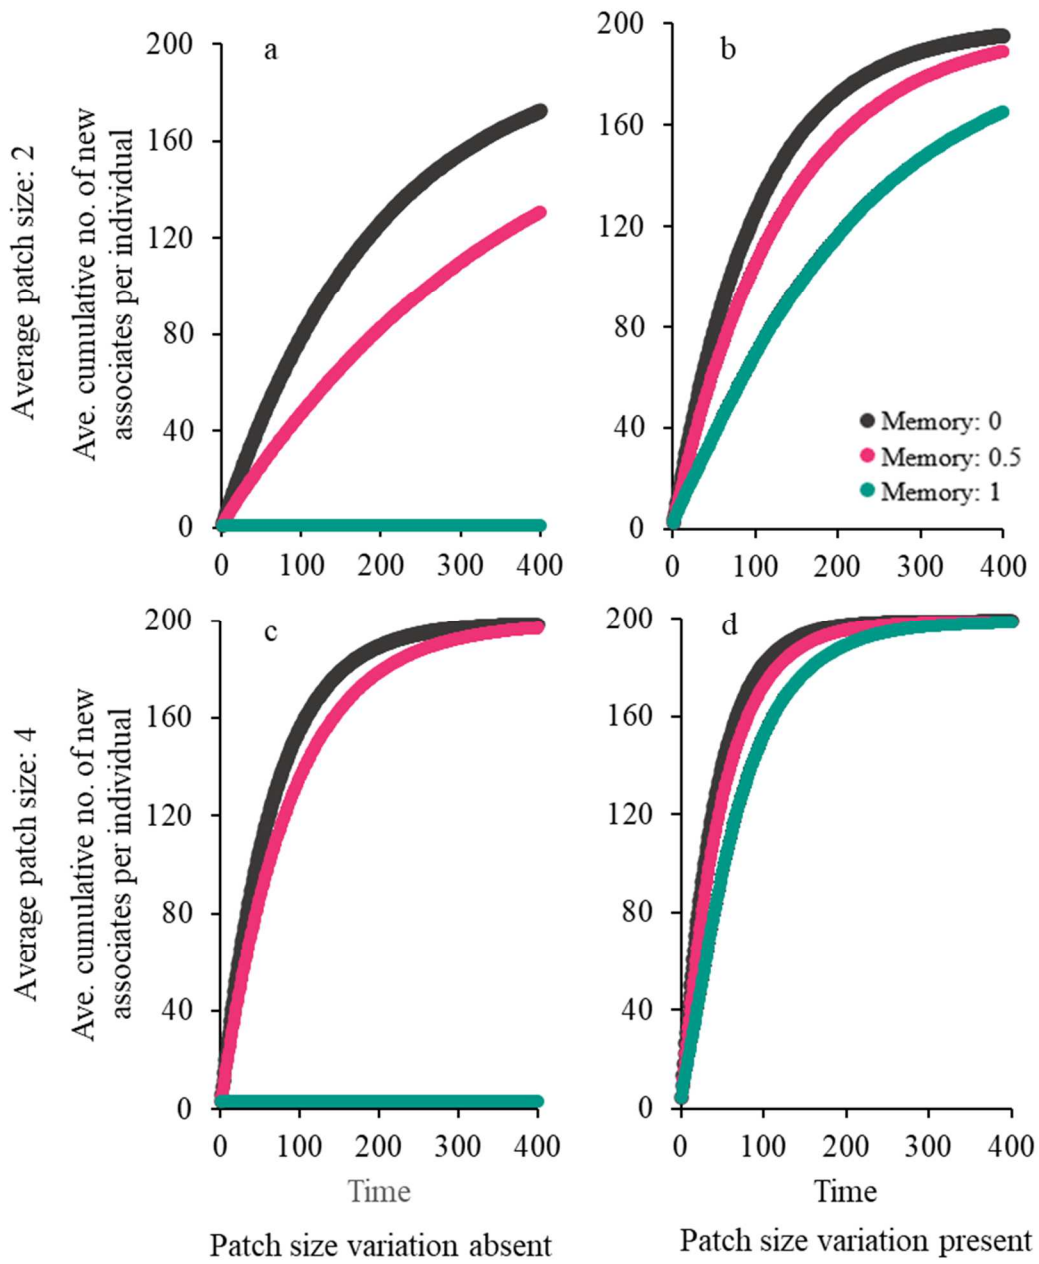 a
200
160
120
80
40
0
0 100 200 300 400
Average patch size: 2
Ave. cumulative no. of new
associates per individual
b
200
160
120
80
40
0
0 100 200 300 400
Memory: 0
Memory: 0.5
Memory: 1
c
200
160
120
80
40
0
0 100 200 300 400
Average patch size: 4
Ave. cumulative no. of new
associates per individual
Time
Patch size variation absent
d
200
160
120
80
40
0
0 100 200 300 400
Time
Patch size variation present